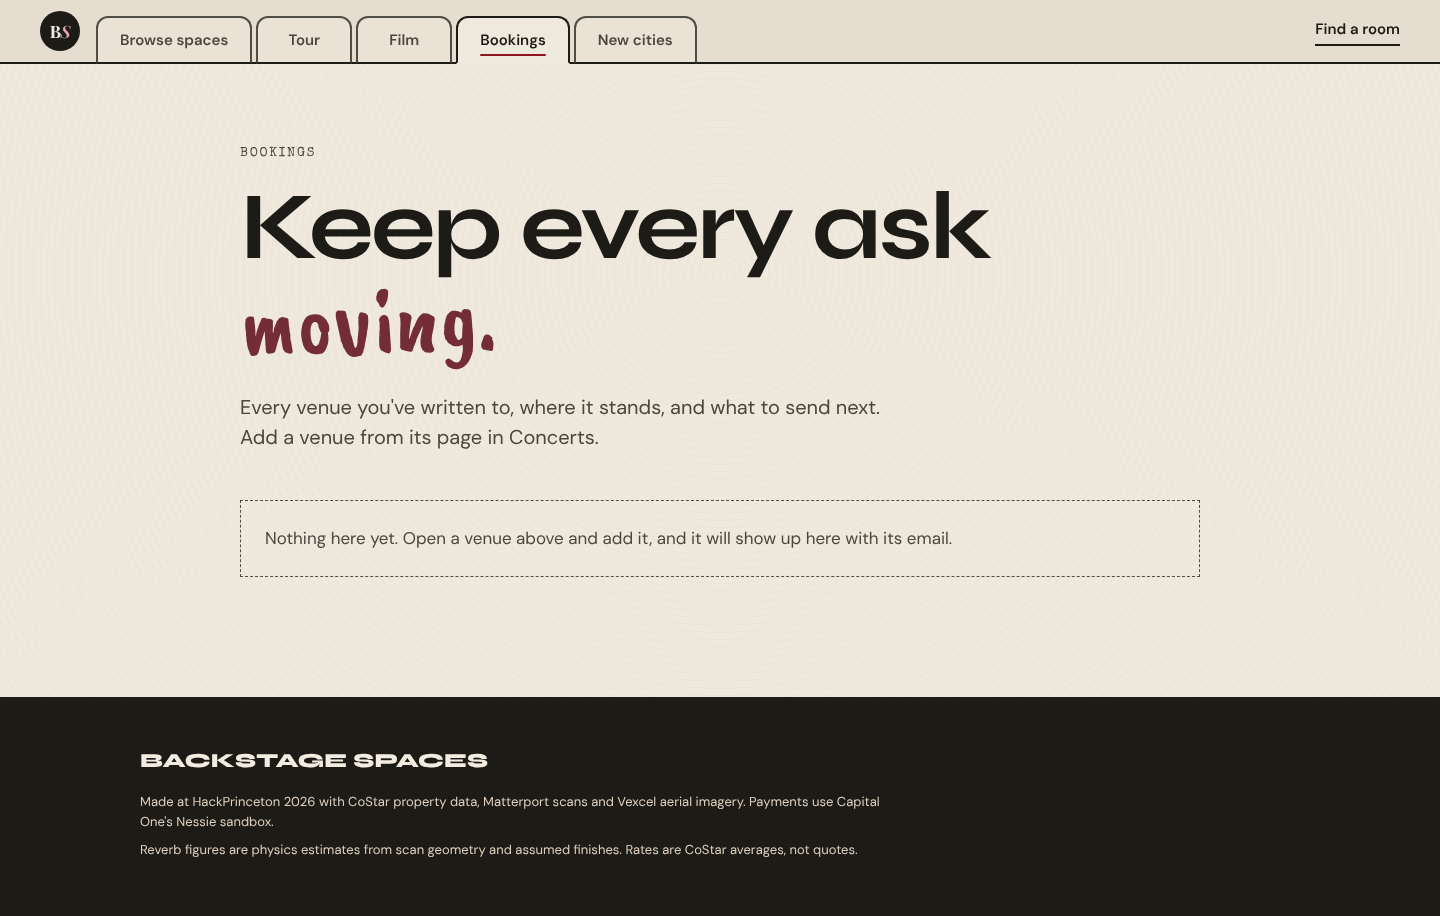 BS
Browse spaces
Tour
Film
Bookings
New cities
Find a room
BOOKINGS
Keep every ask
moving.
Every venue you've written to, where it stands, and what to send next.
Add a venue from its page in Concerts.
Nothing here yet. Open a venue above and add it, and it will show up here with its email.
BACKSTAGE SPACES
Made at HackPrinceton 2026 with CoStar property data, Matterport scans and Vexcel aerial imagery. Payments use Capital
One's Nessie sandbox.
Reverb figures are physics estimates from scan geometry and assumed finishes. Rates are CoStar averages, not quotes.